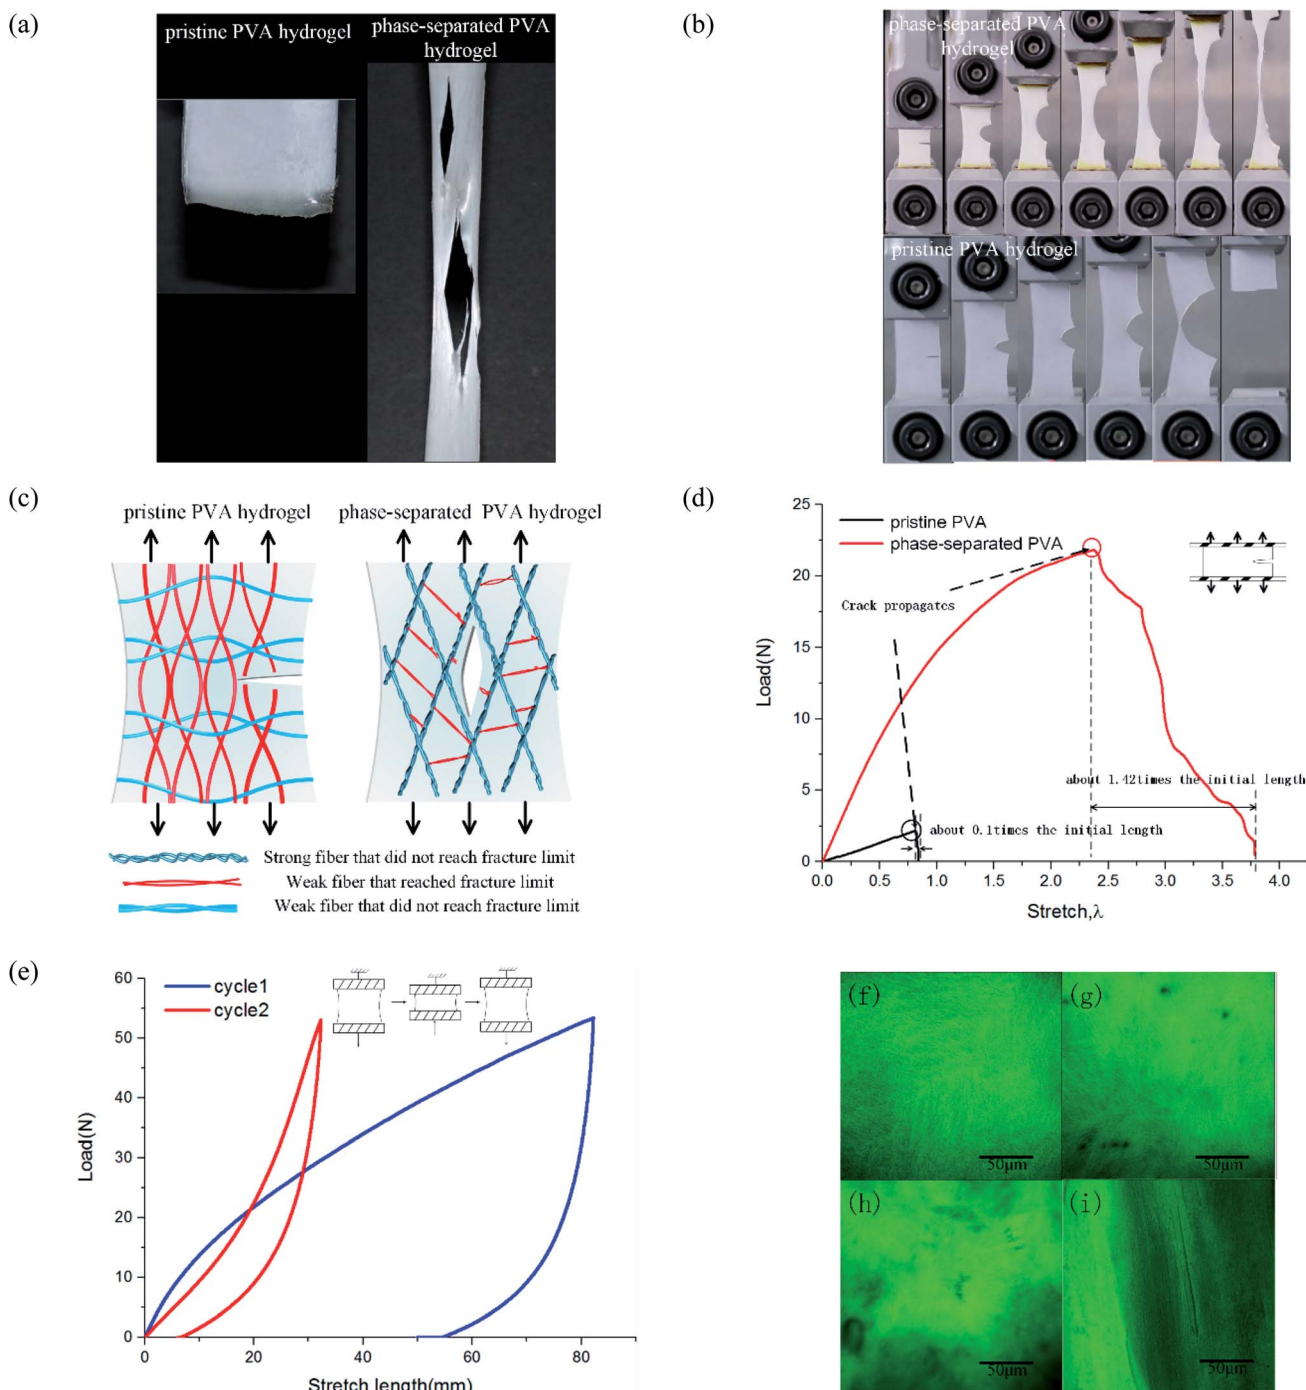 (a)
pristine PVA hydrogel
phase-separated PVA
hydrogel
(b)
phase-separated PVA
hydrogel
pristine PVA hydrogel
(c)
pristine PVA hydrogel
phase-separated PVA hydrogel
Strong fiber that did not reach fracture limit
Weak fiber that reached fracture limit
Weak fiber that did not reach fracture limit
(d)
25
20
15
10
5
0
Load(N)
pristine PVA
phase-separated PVA
Crack propagates
about 1.42times the initial length
about 0.1times the initial length
0.0 0.5 1.0 1.5 2.0 2.5 3.0 3.5 4.0
Stretch,λ
(e)
60
50
40
30
20
10
0
Load(N)
cycle1
cycle2
0 20 40 60 80
Stretch length(mm)
(f)
50μm
(g)
50μm
(h)
50μm
(i)
50μm